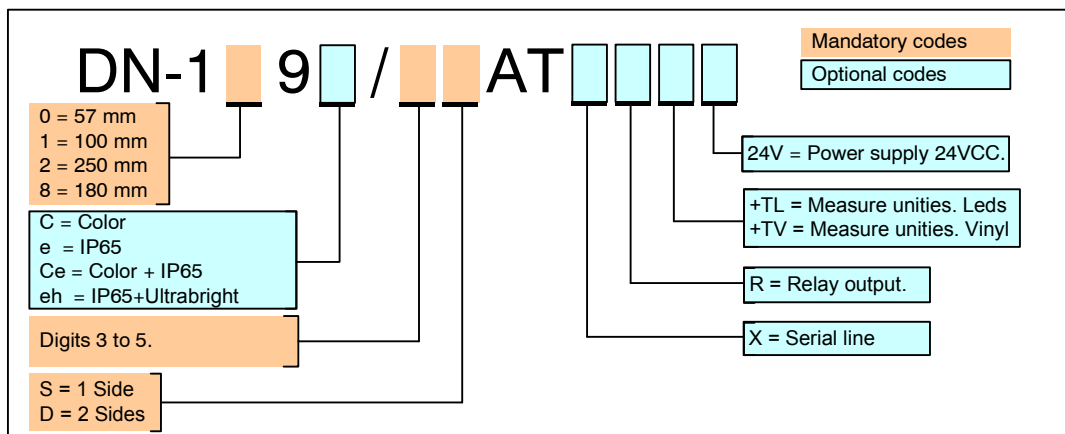 DN-1 9 / AT
Mandatory codes
Optional codes
0 = 57 mm
1 = 100 mm
2 = 250 mm
8 = 180 mm
C = Color
e = IP65
Ce = Color + IP65
eh = IP65+Ultrabright
Digits 3 to 5.
S = 1 Side
D = 2 Sides
24V = Power supply 24VCC.
+TL = Measure unities. Leds
+TV = Measure unities. Vinyl
R = Relay output.
X = Serial line